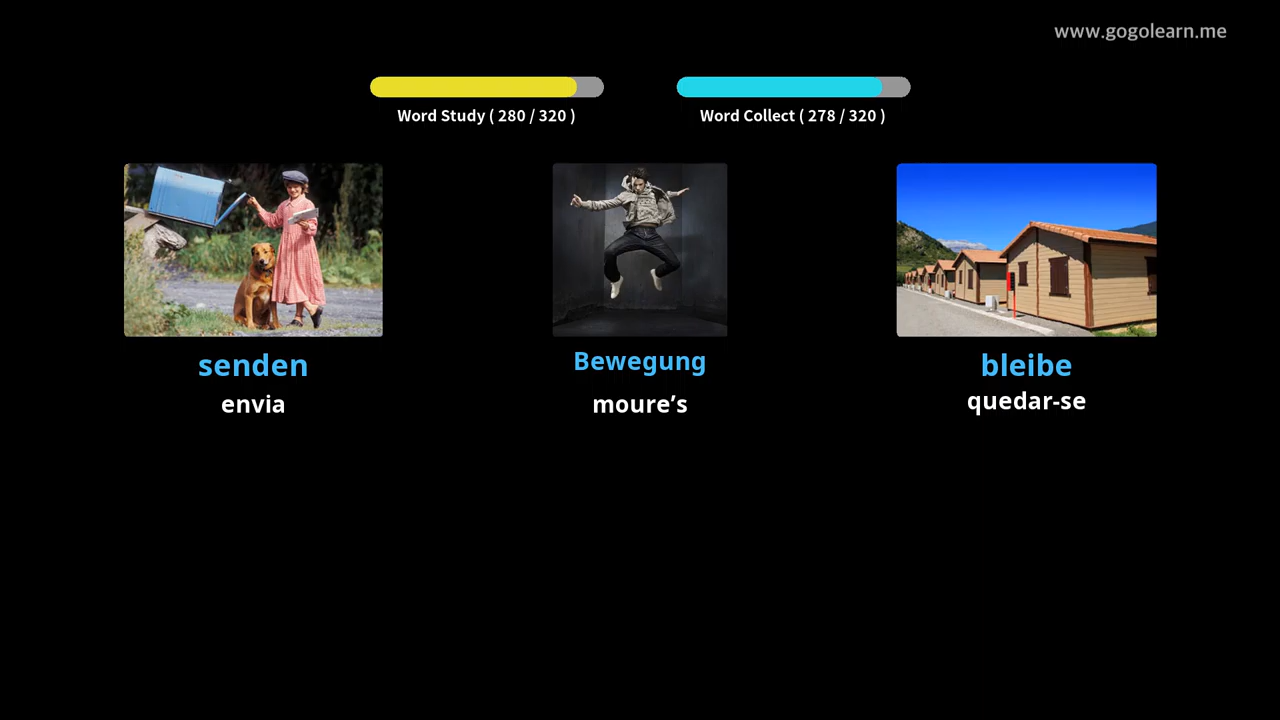 www.gogolearn.me
Word Study ( 280 / 320 )
Word Collect ( 278 / 320 )
senden
Bewegung
bleibe
envia
moure’s
quedar-se